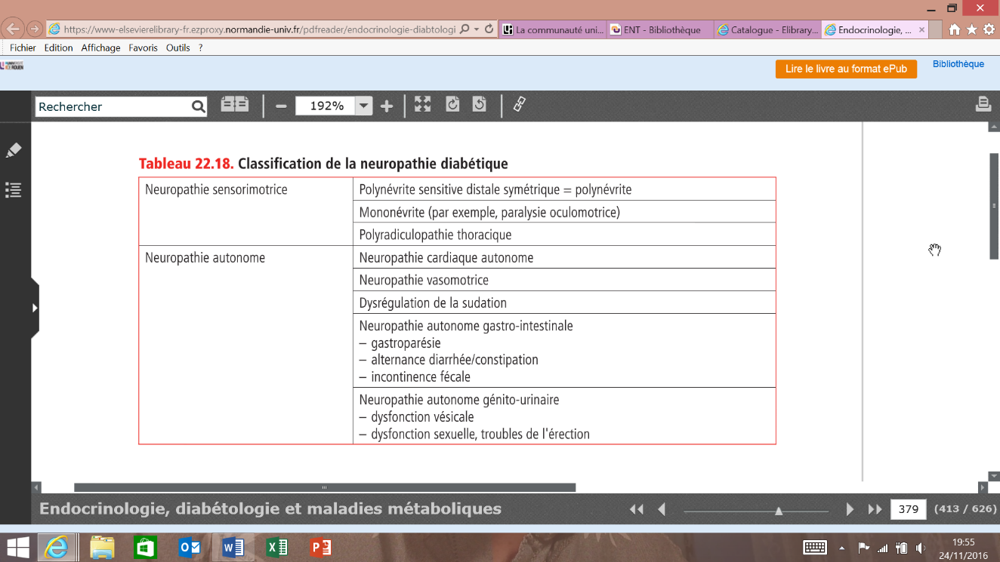 https://www-elsevierelibrary-fr.ezproxy.normandie-univ.fr/pdfreader/endocrinologie-diabtologi
La communauté uni...
ENT - Bibliothèque
Catalogue - Elibrary...
Endocrinologie, ...
Fichier Edition Affichage Favoris Outils ?
Lire le livre au format ePub
Bibliothèque
Rechercher
192%
Tableau 22.18. Classification de la neuropathie diabétique
Neuropathie sensorimotrice
Polynévrite sensitive distale symétrique = polynévrite
Mononévrite (par exemple, paralysie oculomotrice)
Polyradiculopathie thoracique
Neuropathie autonome
Neuropathie cardiaque autonome
Neuropathie vasomotrice
Dysrégulation de la sudation
Neuropathie autonome gastro-intestinale
– gastroparésie
– alternance diarrhée/constipation
– incontinence fécale
Neuropathie autonome génito-urinaire
– dysfonction vésicale
– dysfonction sexuelle, troubles de l'érection
Endocrinologie, diabétologie et maladies métaboliques
379
(413 / 626)
19:55
24/11/2016